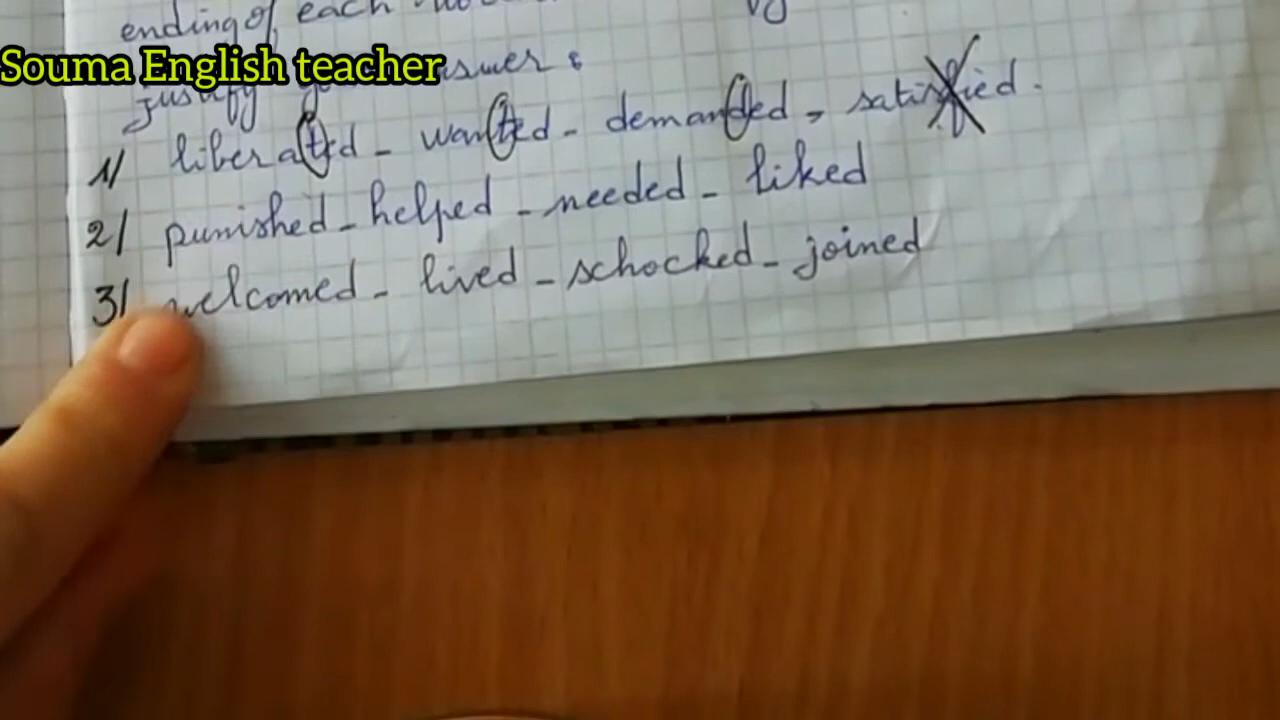 ending of each
Souma English teacher
justify answer :
1/ liberated - wanted - demanded - satisfied.
2/ punished - helped - needed - liked
3/ welcomed - lived - schocked - joined